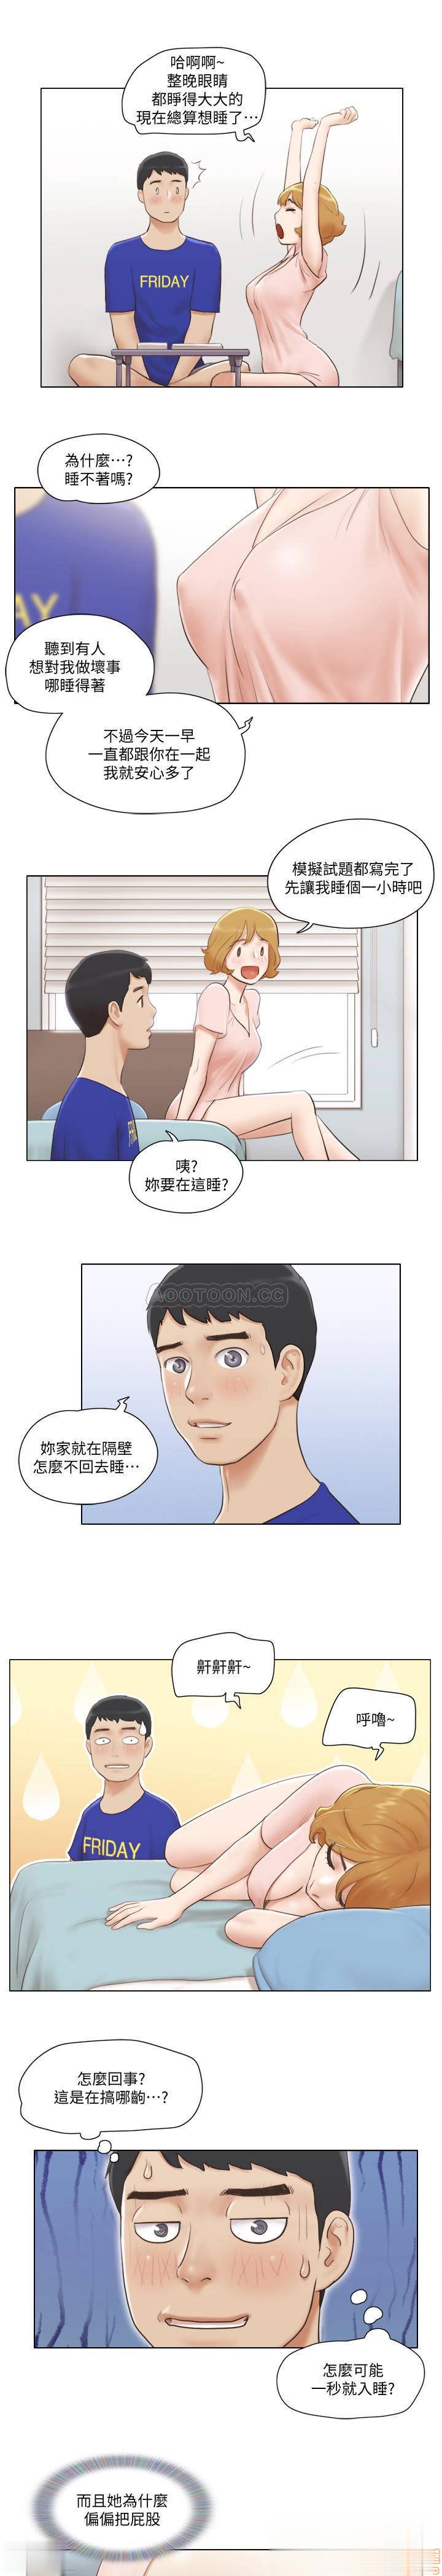 哈啊啊~
整晚眼睛
都睜得大大的
現在總算想睡了…
FRIDAY
為什麼…?
睡不著嗎?
AY
聽到有人
想對我做壞事
哪睡得著
不過今天一早
一直都跟你在一起
我就安心多了
模擬試題都寫完了
先讓我睡個一小時吧
FRIDAY
咦?
妳要在這睡?
AOOTOON.CC
妳家就在隔壁
怎麼不回去睡…
鼾鼾鼾~
呼嚕~
FRIDAY
怎麼回事?
這是在搞哪齣…?
怎麼可能
一秒就入睡?
而且她為什麼
偏偏把屁股